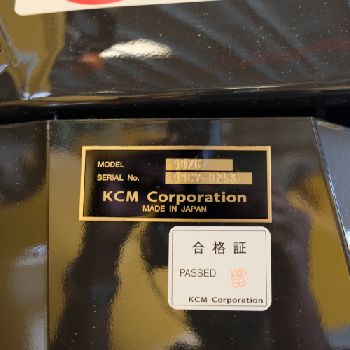 MODEL
SERIAL No.
KCM Corporation
MADE IN JAPAN
合格証
PASSED
KCM Corporation